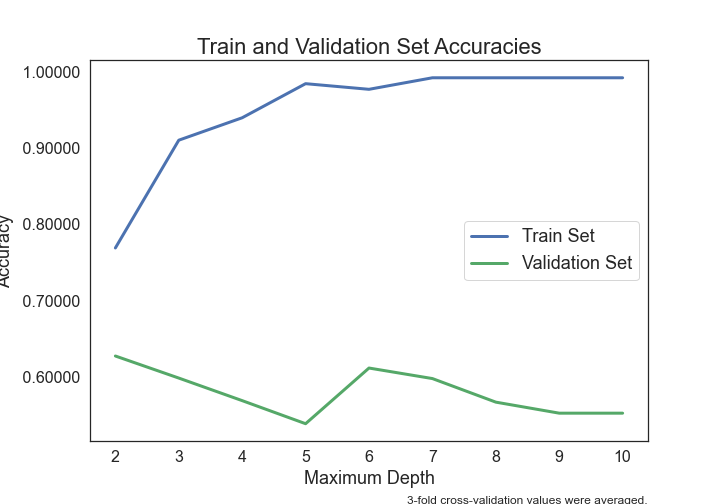 Train and Validation Set Accuracies
1.00000
0.90000
0.80000
0.70000
0.60000
Accuracy
Train Set
Validation Set
2 3 4 5 6 7 8 9 10
Maximum Depth
3-fold cross-validation values were averaged.